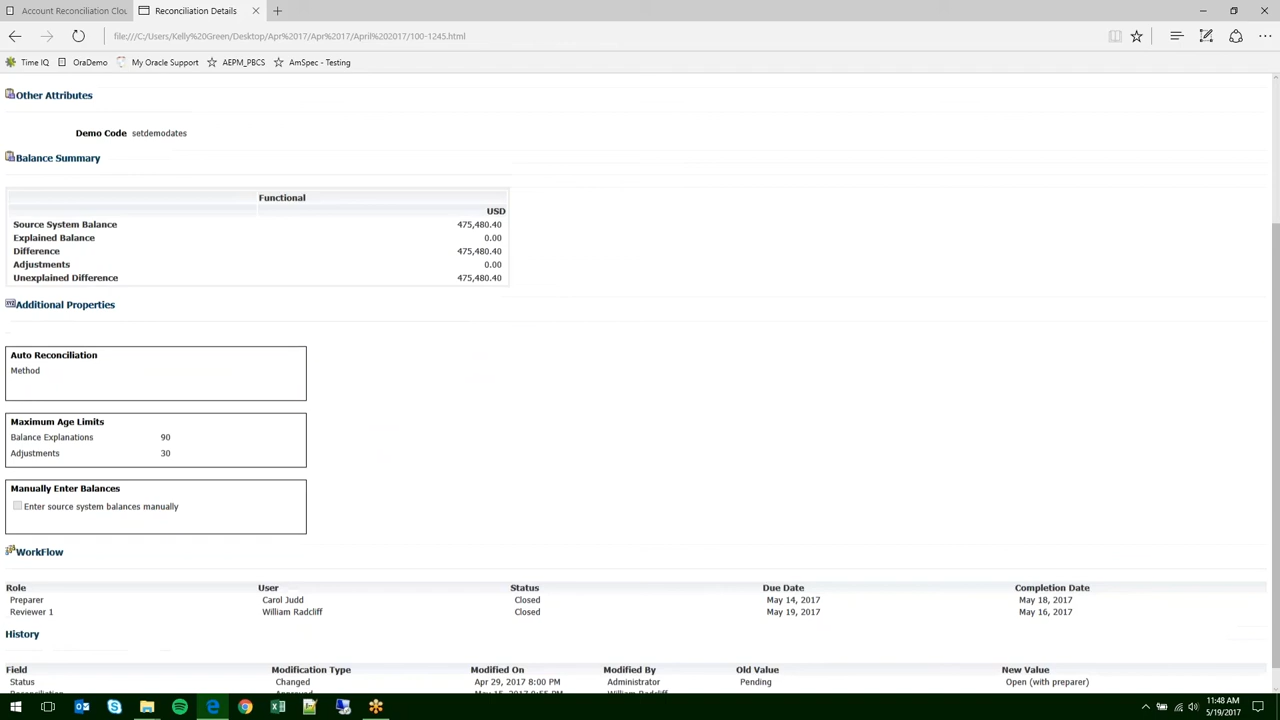 Account Reconciliation Clou
Reconciliation Details
file:///C:/Users/Kelly%20Green/Desktop/Apr%2017/Apr%2017/April%202017/100-1245.html
Time IQ OraDemo My Oracle Support AEPM_PBCS AmSpec - Testing
Other Attributes
Demo Code setdemodates
Balance Summary
Functional
USD
Source System Balance 475,480.40
Explained Balance 0.00
Difference 475,480.40
Adjustments 0.00
Unexplained Difference 475,480.40
Additional Properties
Auto Reconciliation
Method
Maximum Age Limits
Balance Explanations 90
Adjustments 30
Manually Enter Balances
Enter source system balances manually
WorkFlow
Role User Status Due Date Completion Date
Preparer Carol Judd Closed May 14, 2017 May 18, 2017
Reviewer 1 William Radcliff Closed May 19, 2017 May 16, 2017
History
Field Modification Type Modified On Modified By Old Value New Value
Status Changed Apr 29, 2017 8:00 PM Administrator Pending Open (with preparer)
11:48 AM
5/19/2017